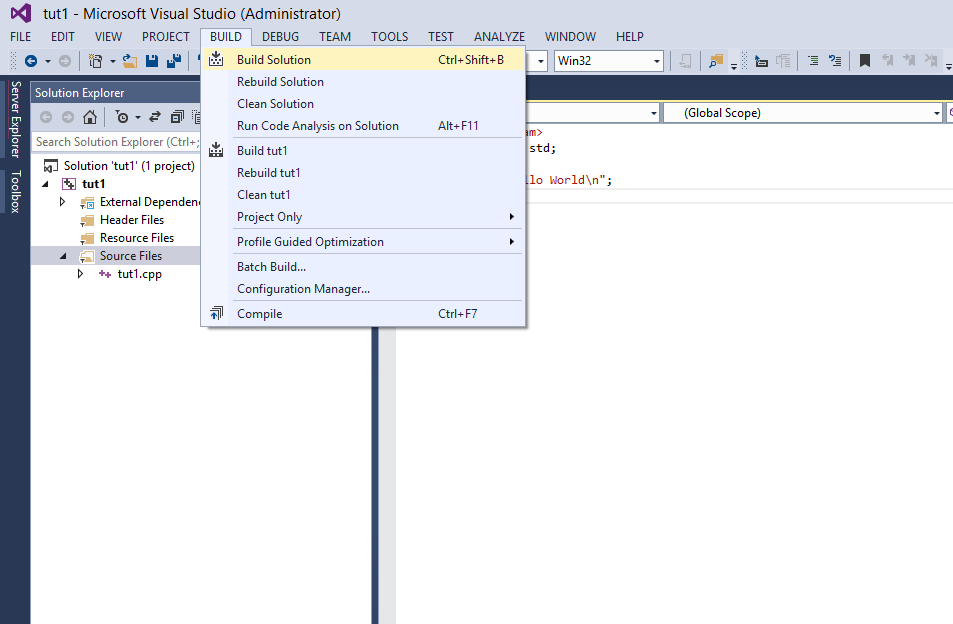 tut1 - Microsoft Visual Studio (Administrator)
FILE EDIT VIEW PROJECT BUILD DEBUG TEAM TOOLS TEST ANALYZE WINDOW HELP
Win32
Build Solution Ctrl+Shift+B
Rebuild Solution
Clean Solution
Run Code Analysis on Solution Alt+F11
Build tut1
Rebuild tut1
Clean tut1
Project Only
Profile Guided Optimization
Batch Build...
Configuration Manager...
Compile Ctrl+F7
Server Explorer
Toolbox
Solution Explorer
Search Solution Explorer (Ctrl+;
Solution 'tut1' (1 project)
tut1
External Dependen
Header Files
Resource Files
Source Files
tut1.cpp
(Global Scope)
am>
std;
llo World\n";